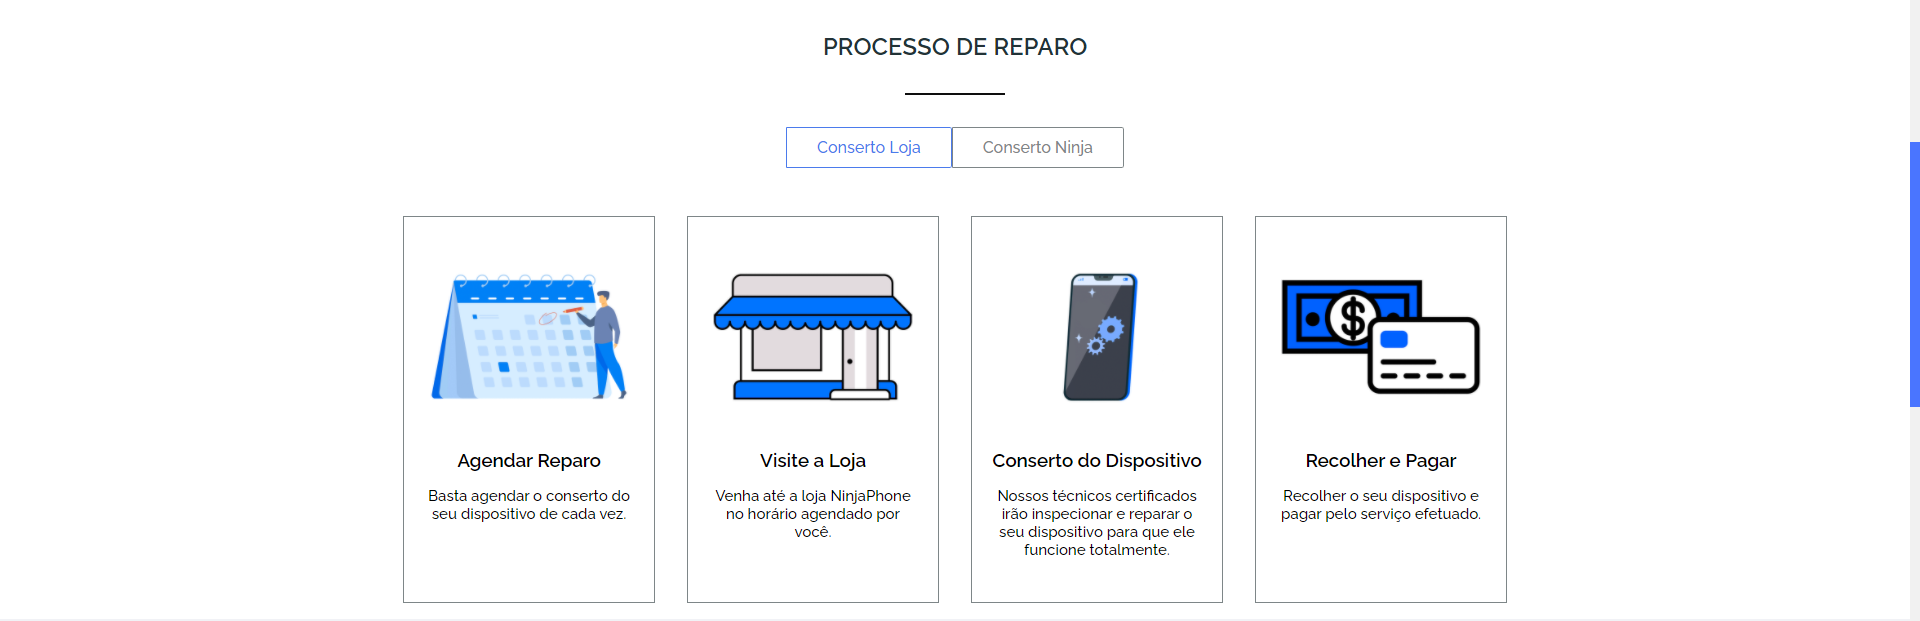 PROCESSO DE REPARO
Conserto Loja
Conserto Ninja
Agendar Reparo
Basta agendar o conserto do
seu dispositivo de cada vez.
Visite a Loja
Venha até a loja NinjaPhone
no horário agendado por
você.
Conserto do Dispositivo
Nossos técnicos certificados
irão inspecionar e reparar o
seu dispositivo para que ele
funcione totalmente.
$
Recolher e Pagar
Recolher o seu dispositivo e
pagar pelo serviço efetuado.